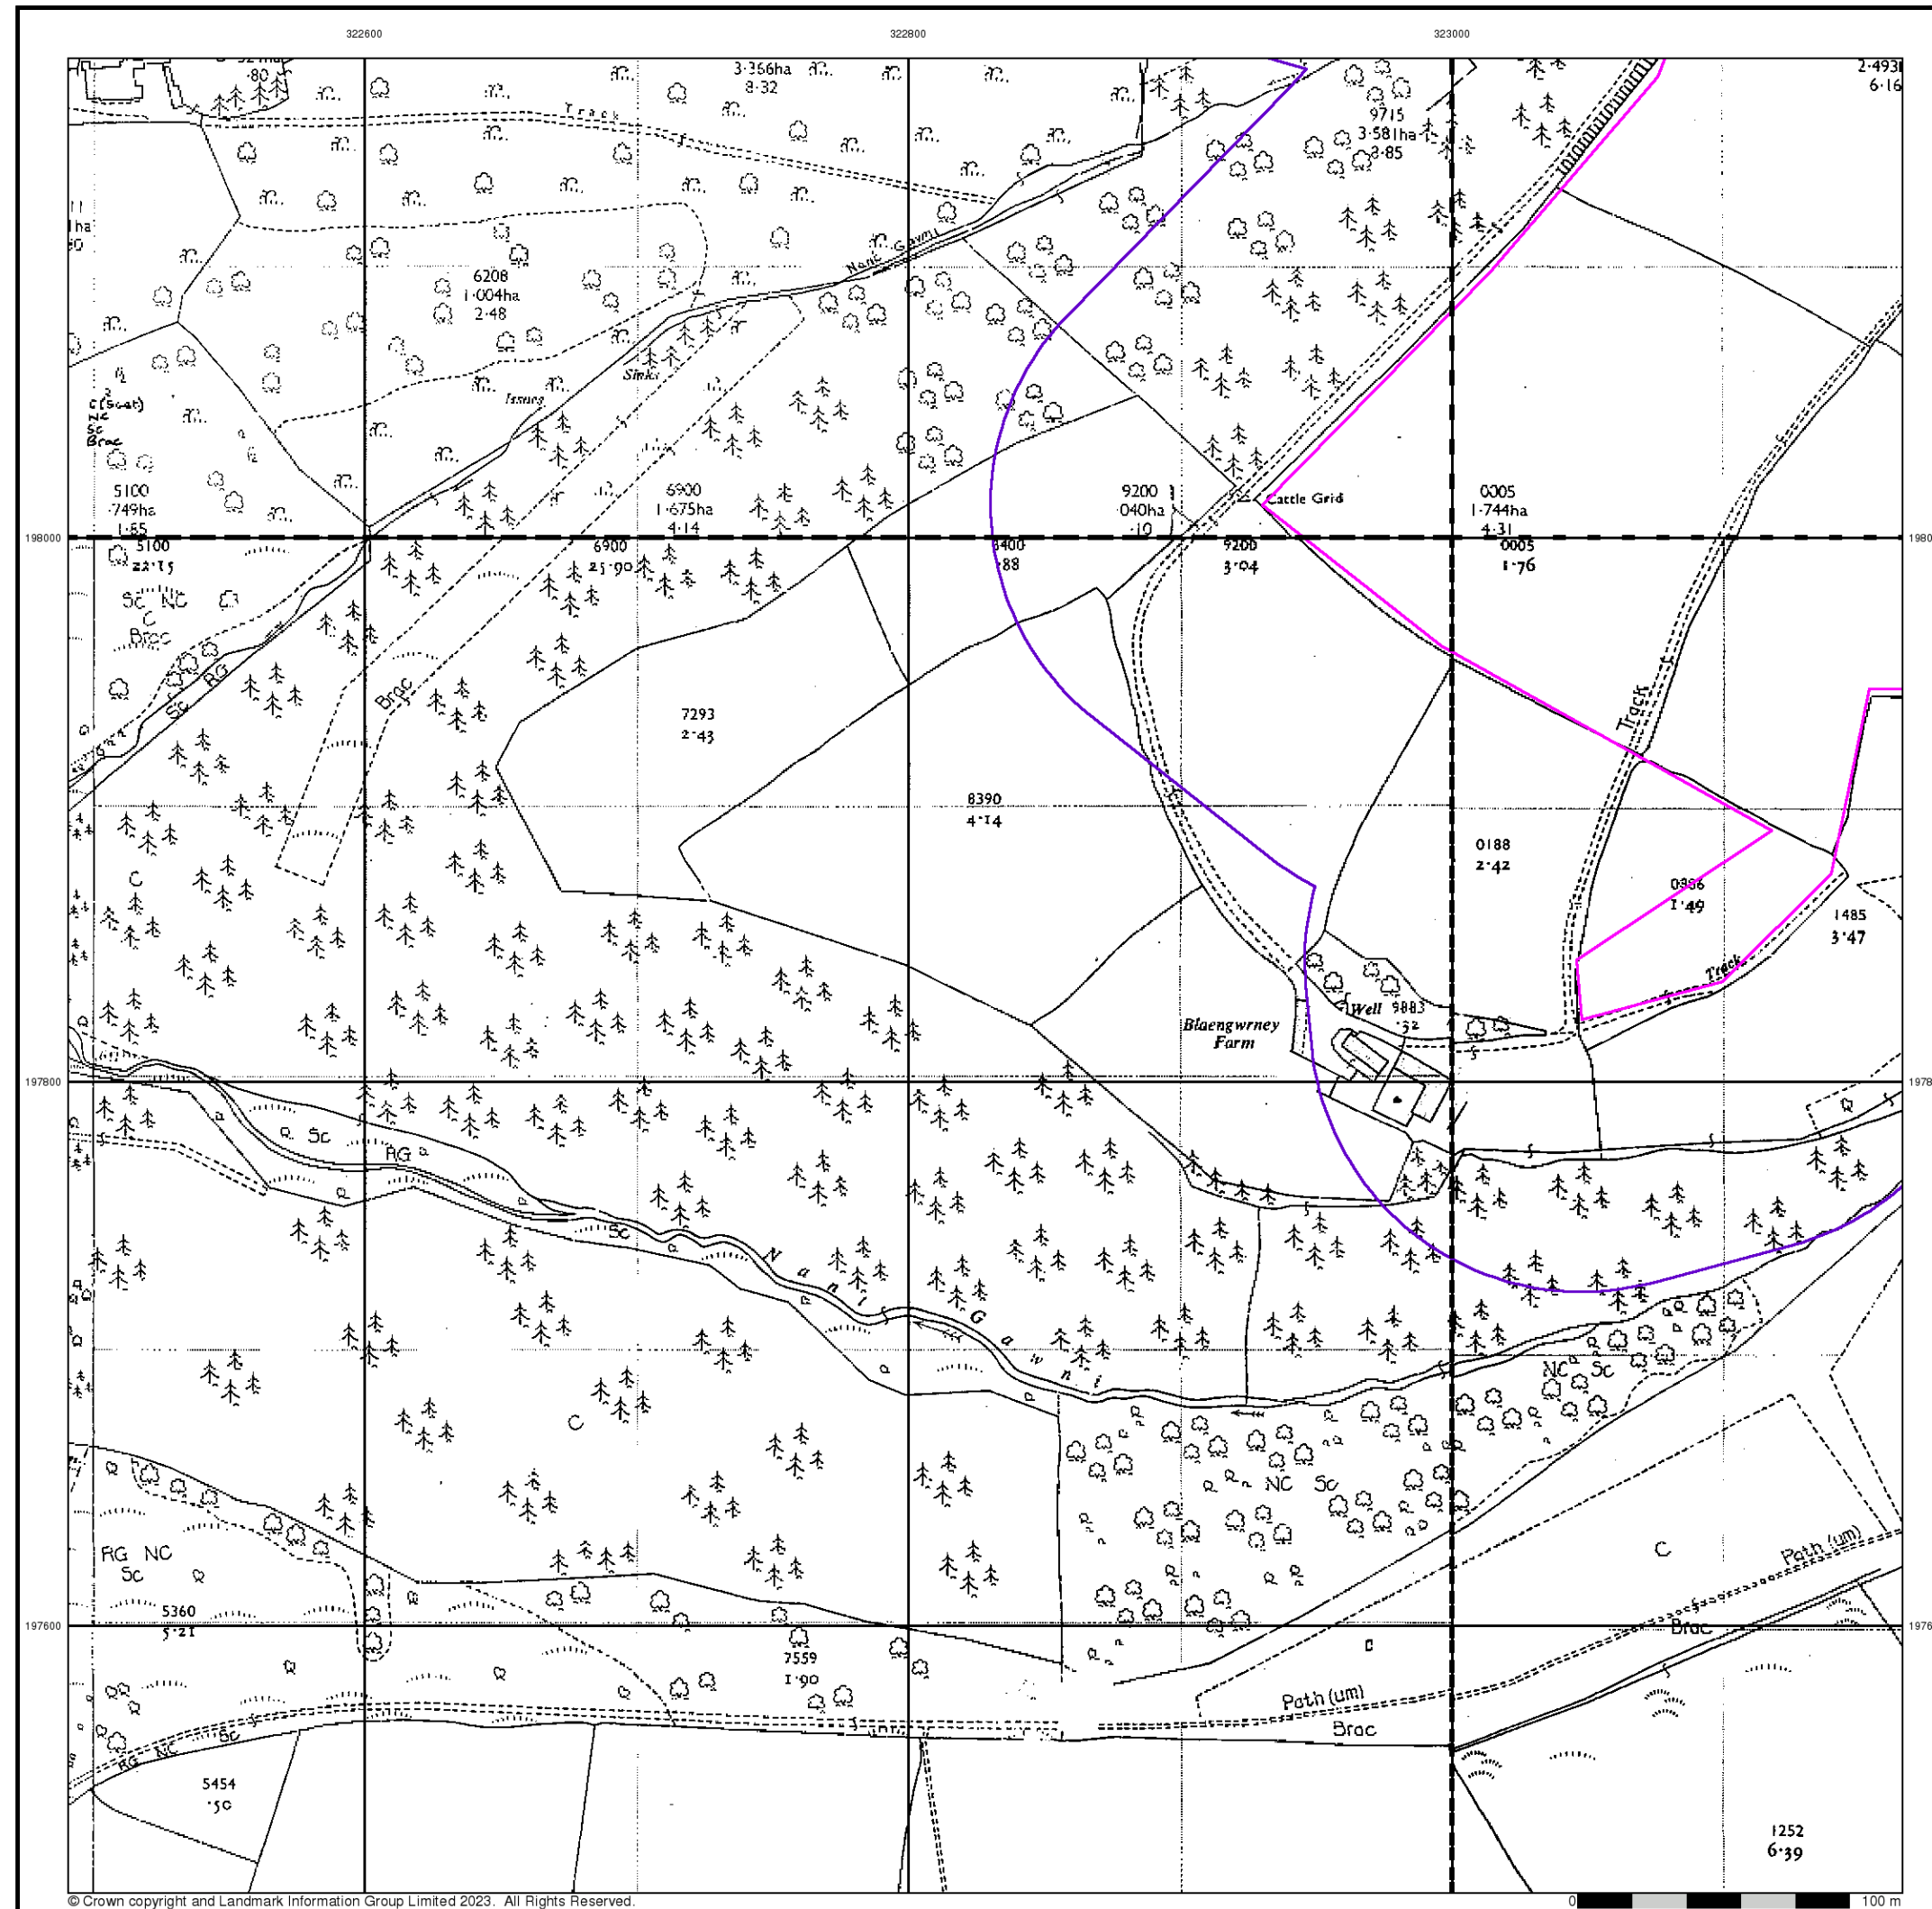 322600
322800
323000
.80
3·366ha
8·32
2·493
6·16
Track
9715
3·581ha
8·85
Nant Gawni
6208
1·004ha
2·48
Sinks
Issues
C(Scat)
NC
Sc
Brac
5100
·749ha
1·85
6900
1·675ha
4·14
9200
·040ha
·10
Cattle Grid
0005
1·744ha
4·31
198000
5100
22·15
6900
25·90
8400
·88
9200
3·04
0005
1·76
Sc NC
C
Brac
Sc RG
Brac
7293
2·43
Track
8390
4·14
0188
2·42
C
1·49
1485
3·47
Track
Well
9883
·32
Blaengwrney
Farm
197800
Sc
RG
Sc
Nant Gawni
NC Sc
C
NC Sc
RG NC
Sc
C
Path (um)
5360
5·21
197600
Brac
7559
1·90
Path (um)
Brac
RG NC Sc
5454
·50
1252
6·39
© Crown copyright and Landmark Information Group Limited 2023. All Rights Reserved.
0
100 m